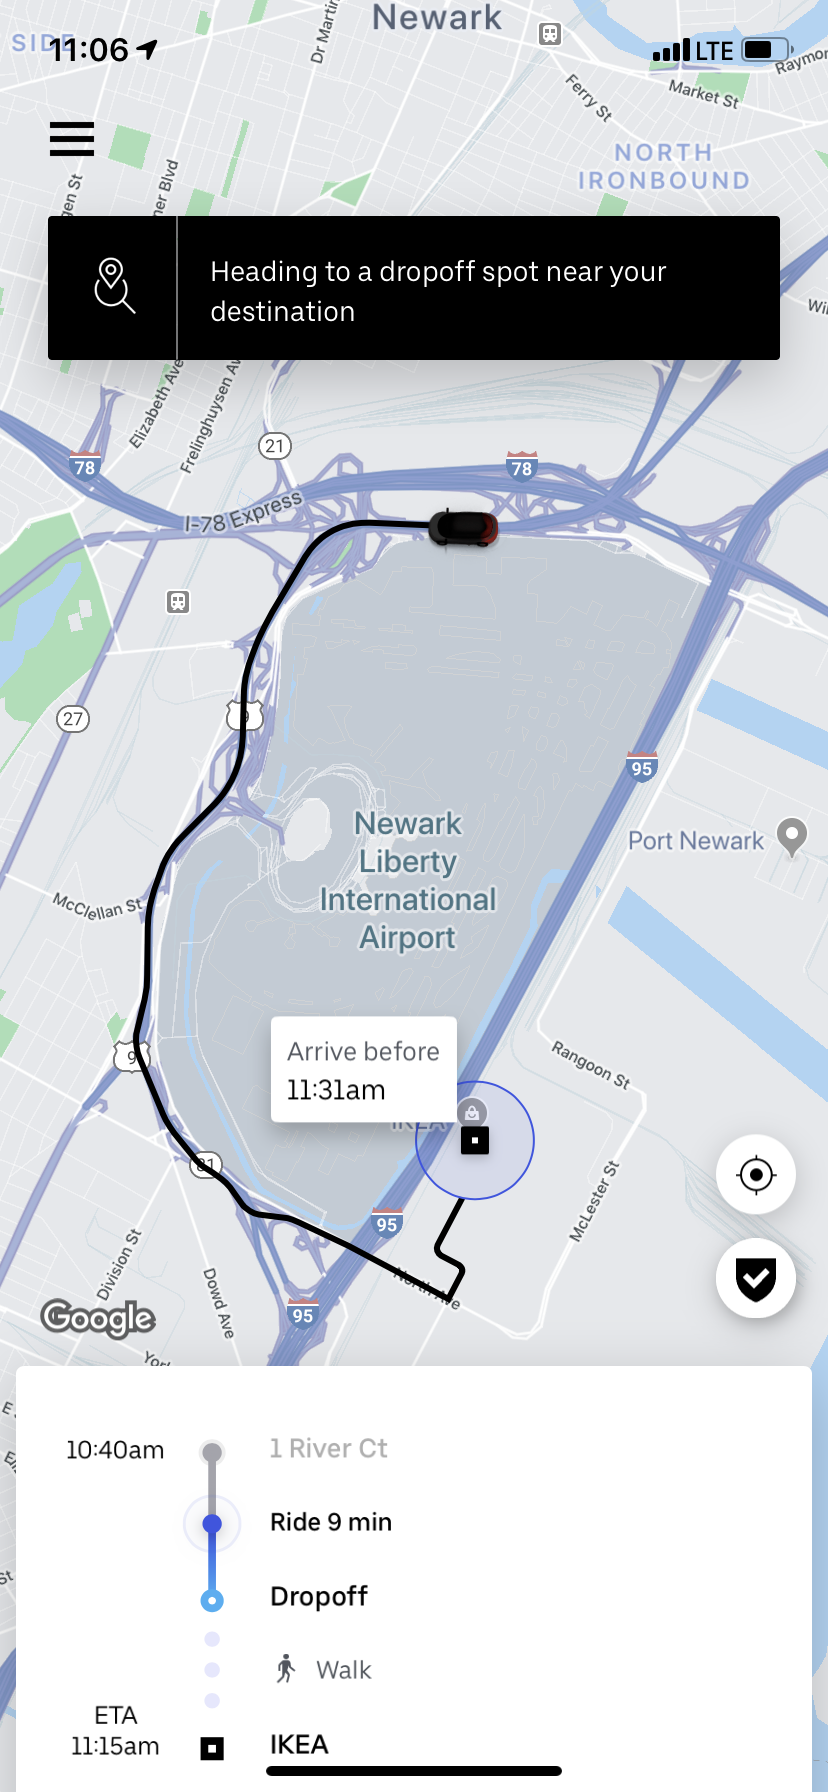 Newark
SIDE
11:06
LTE
Dr Martin
Raymon
Ferry St
Market St
NORTH
IRONBOUND
gen St
ner Blvd
Heading to a dropoff spot near your
destination
Wil
Elizabeth Ave
Frelinghuysen Av
21
78
78
I-78 Express
27
9
95
Newark
Liberty
International
Airport
Port Newark
McClellan St
Arrive before
11:31am
Rangoon St
9
IKEA
81
McLester St
95
North Ave
Division St
Dowd Ave
95
Google
York
10:40am
1 River Ct
Ride 9 min
Dropoff
St
Walk
ETA
11:15am
IKEA